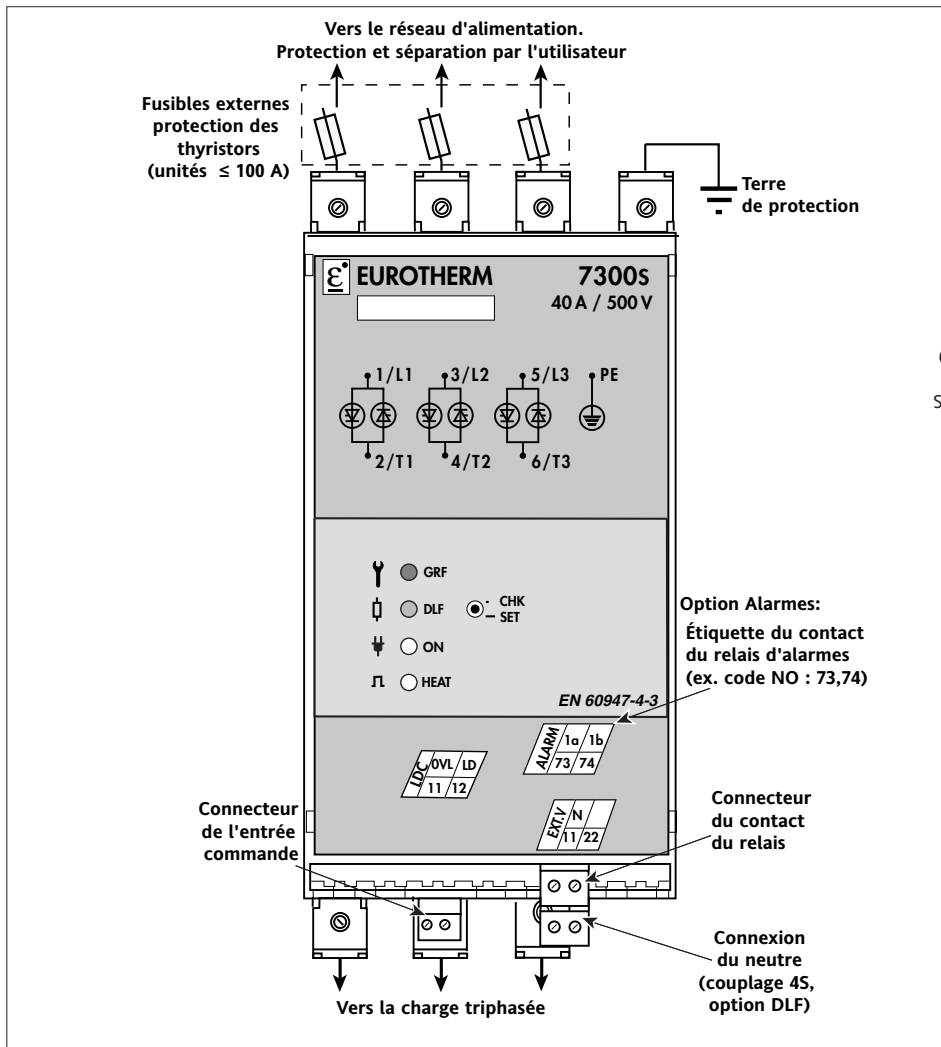 Vers le réseau d'alimentation.
Protection et séparation par l'utilisateur
Fusibles externes
protection des
thyristors
(unités ≤ 100 A)
Terre
de protection
ε EUROTHERM 7300S
40 A / 500 V
1/L1 3/L2 5/L3 PE
2/T1 4/T2 6/T3
GRF
DLF
CHK
SET
ON
HEAT
EN 60947-4-3
Option Alarmes:
Étiquette du contact
du relais d'alarmes
(ex. code NO : 73,74)
ALARM 1a 1b
73 74
LDC 0VL LD
11 12
EXT.V N
11 22
Connecteur
de l'entrée
commande
Connecteur
du contact
du relais
Connexion
du neutre
(couplage 4S,
option DLF)
Vers la charge triphasée
S